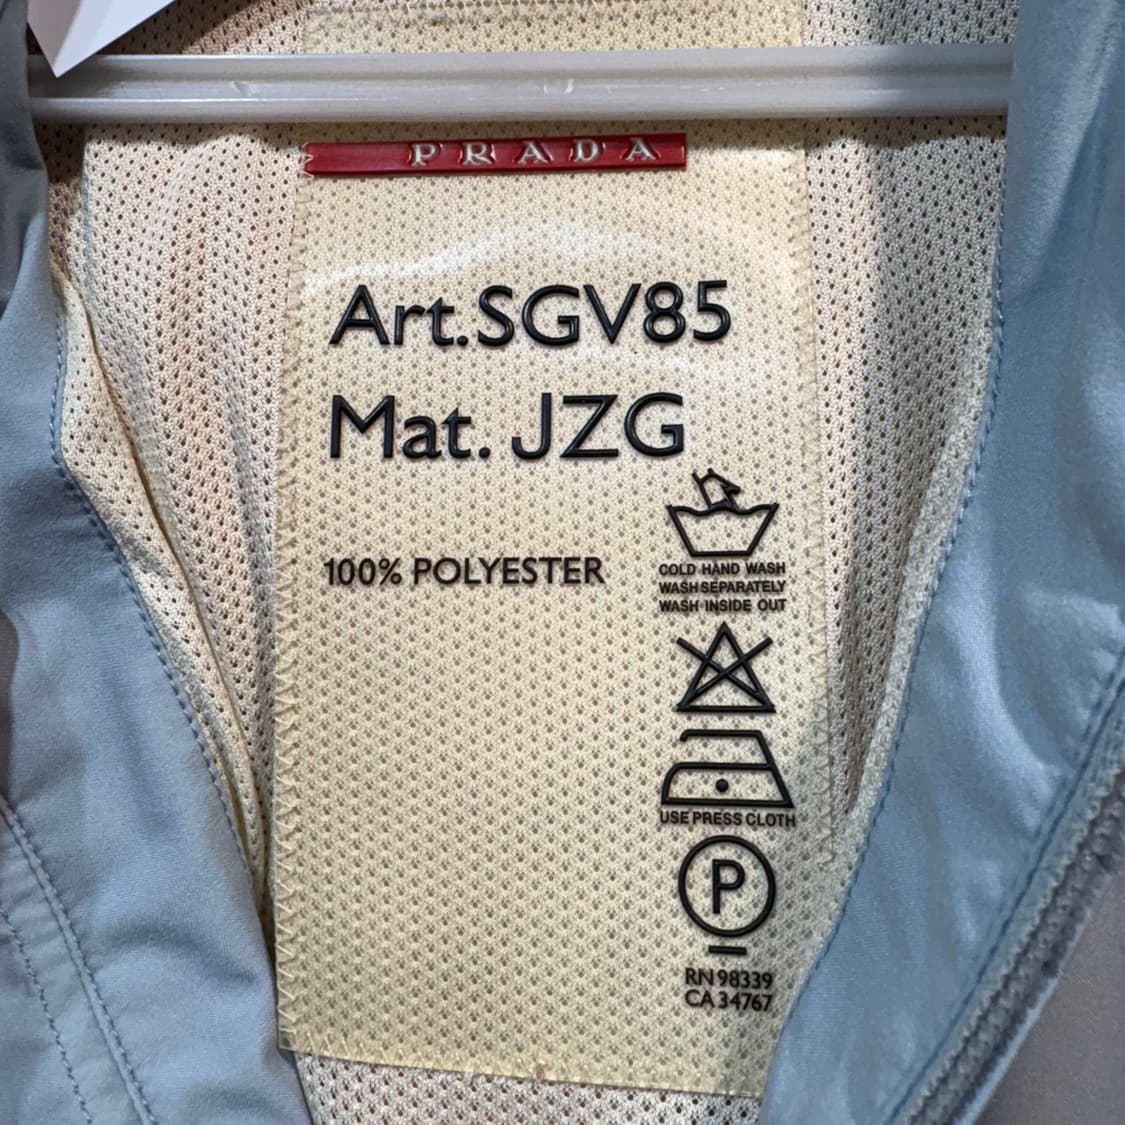 PRADA
Art.SGV85
Mat. JZG
100% POLYESTER
COLD HAND WASH
WASH SEPARATELY
WASH INSIDE OUT
USE PRESS CLOTH
P
RN 98339
CA 34767